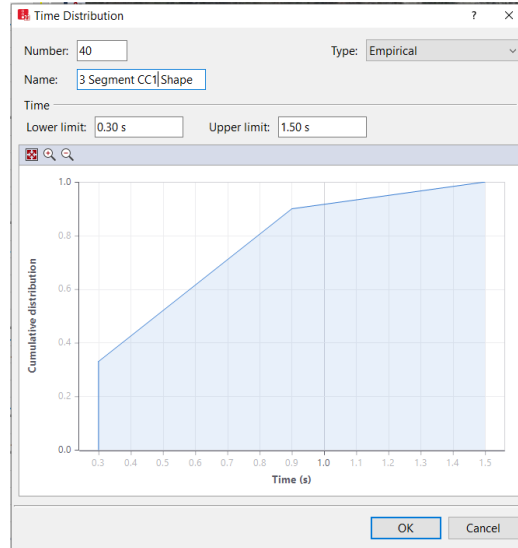 Time Distribution ? ×
Number: 40 Type: Empirical
Name: 3 Segment CC1 Shape
Time
Lower limit: 0.30 s Upper limit: 1.50 s
1.0
0.8
0.6
0.4
0.2
0.0
Cumulative distribution
0.3 0.4 0.5 0.6 0.7 0.8 0.9 1.0 1.1 1.2 1.3 1.4 1.5
Time (s)
OK Cancel